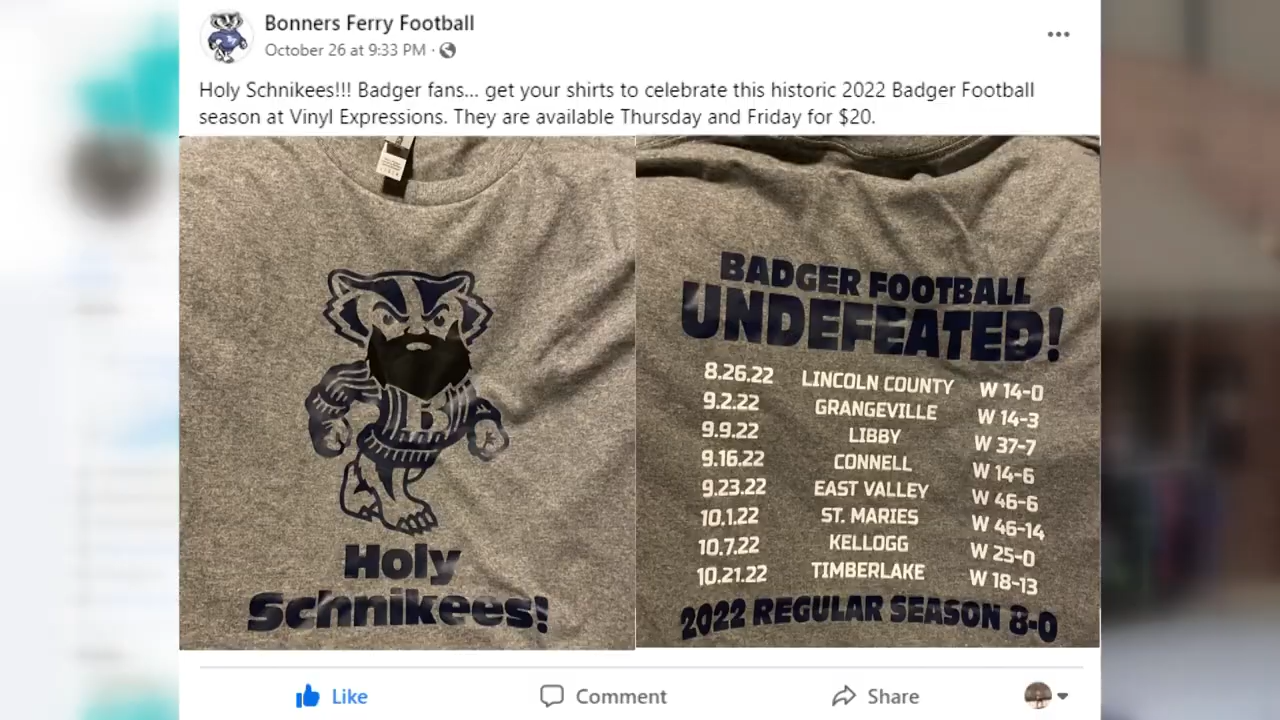 Bonners Ferry Football
October 26 at 9:33 PM ·
Holy Schnikees!!! Badger fans... get your shirts to celebrate this historic 2022 Badger Football
season at Vinyl Expressions. They are available Thursday and Friday for $20.
B
Holy
Schnikees!
BADGER FOOTBALL
UNDEFEATED!
8.26.22 LINCOLN COUNTY W 14-0
9.2.22 GRANGEVILLE W 14-3
9.9.22 LIBBY W 37-7
9.16.22 CONNELL W 14-6
9.23.22 EAST VALLEY W 46-6
10.1.22 ST. MARIES W 46-14
10.7.22 KELLOGG W 25-0
10.21.22 TIMBERLAKE W 18-13
2022 REGULAR SEASON 8-0
Like Comment Share